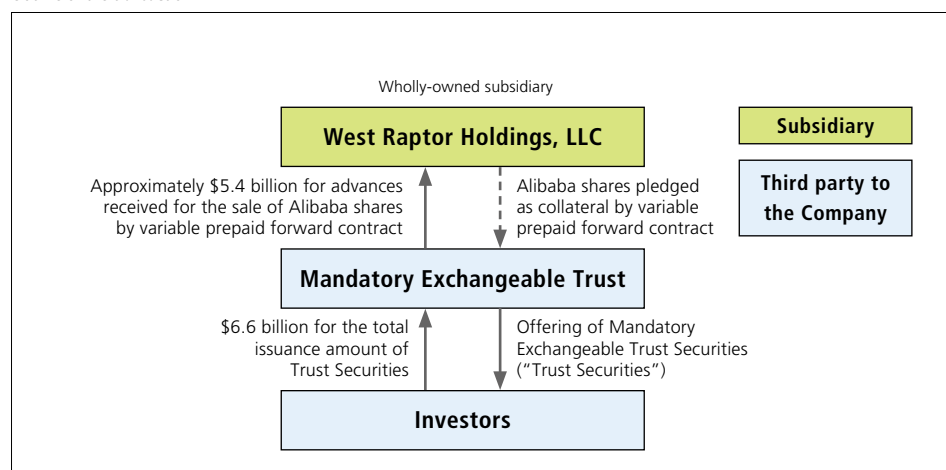 Wholly-owned subsidiary
West Raptor Holdings, LLC
Subsidiary
Approximately $5.4 billion for advances
received for the sale of Alibaba shares
by variable prepaid forward contract
Alibaba shares pledged
as collateral by variable
prepaid forward contract
Third party to
the Company
Mandatory Exchangeable Trust
$6.6 billion for the total
issuance amount of
Trust Securities
Offering of Mandatory
Exchangeable Trust Securities
(“Trust Securities”)
Investors